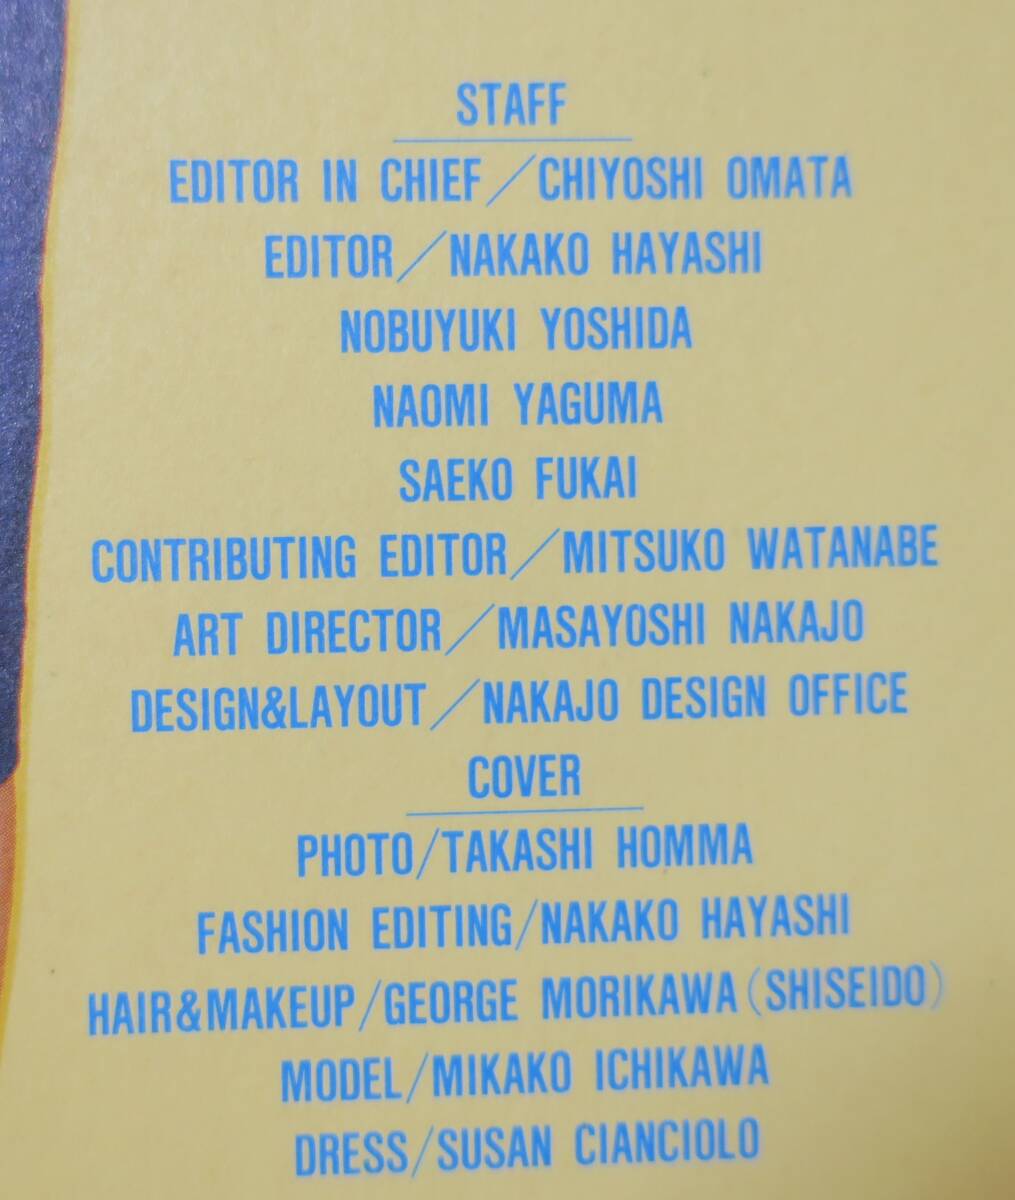 STAFF
EDITOR IN CHIEF/CHIYOSHI OMATA
EDITOR/NAKAKO HAYASHI
NOBUYUKI YOSHIDA
NAOMI YAGUMA
SAEKO FUKAI
CONTRIBUTING EDITOR/MITSUKO WATANABE
ART DIRECTOR/MASAYOSHI NAKAJO
DESIGN&LAYOUT/NAKAJO DESIGN OFFICE
COVER
PHOTO/TAKASHI HOMMA
FASHION EDITING/NAKAKO HAYASHI
HAIR&MAKEUP/GEORGE MORIKAWA(SHISEIDO)
MODEL/MIKAKO ICHIKAWA
DRESS/SUSAN CIANCIOLO